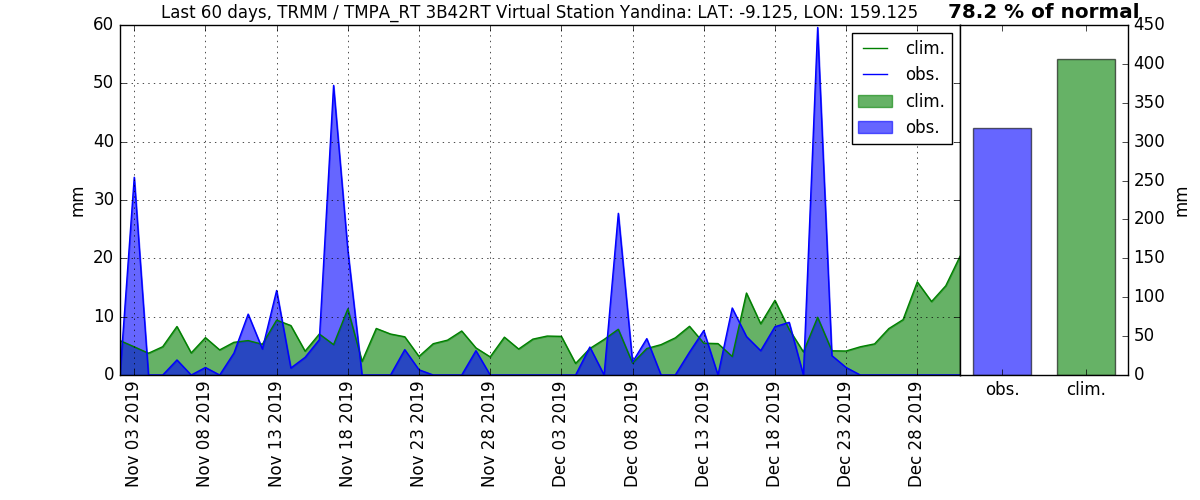 Last 60 days, TRMM / TMPA_RT 3B42RT Virtual Station Yandina: LAT: -9.125, LON: 159.125
78.2 % of normal
60
50
40
30
20
10
0
mm
clim.
obs.
clim.
obs.
450
400
350
300
250
200
150
100
50
0
mm
Nov 03 2019
Nov 08 2019
Nov 13 2019
Nov 18 2019
Nov 23 2019
Nov 28 2019
Dec 03 2019
Dec 08 2019
Dec 13 2019
Dec 18 2019
Dec 23 2019
Dec 28 2019
obs.
clim.